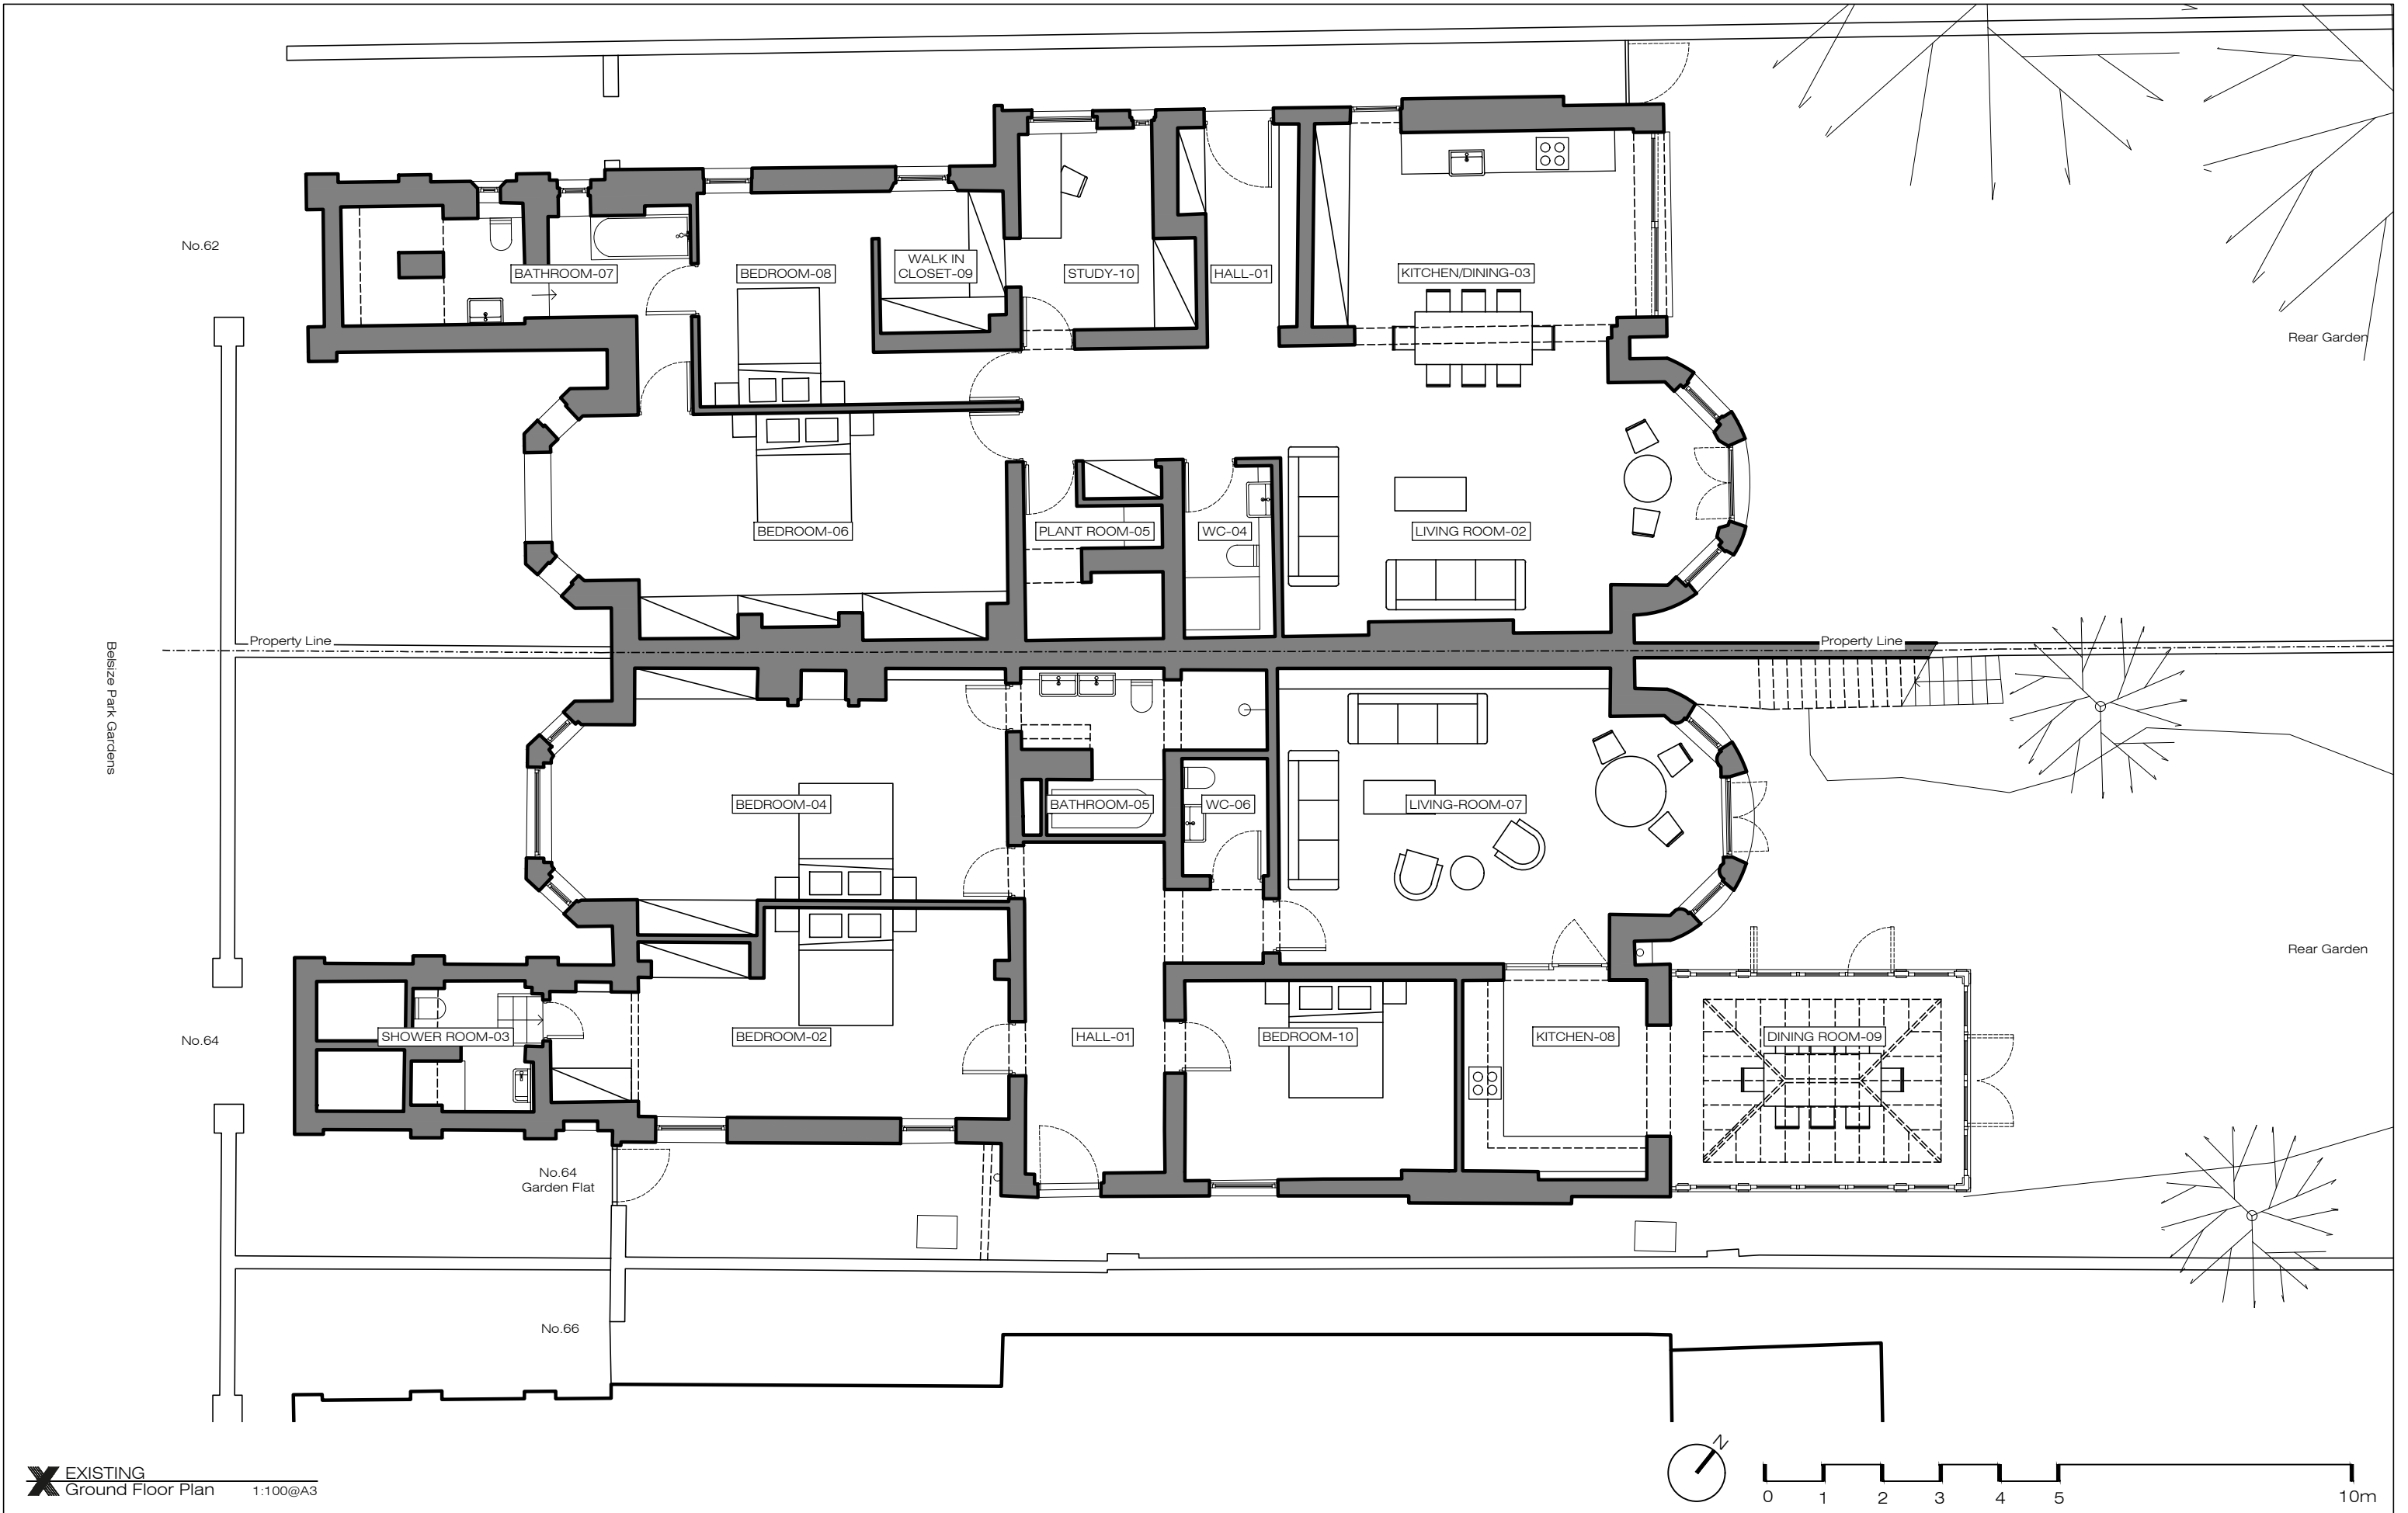 No.62
BATHROOM-07
BEDROOM-08
WALK IN
CLOSET-09
STUDY-10
HALL-01
KITCHEN/DINING-03
Rear Garden
BEDROOM-06
PLANT ROOM-05
WC-04
LIVING ROOM-02
Property Line
Property Line
Belsize Park Gardens
BEDROOM-04
BATHROOM-05
WC-06
LIVING-ROOM-07
Rear Garden
No.64
SHOWER ROOM-03
BEDROOM-02
HALL-01
BEDROOM-10
KITCHEN-08
DINING ROOM-09
No.64
Garden Flat
No.66
EXISTING
Ground Floor Plan 1:100@A3
N
0 1 2 3 4 5 10m